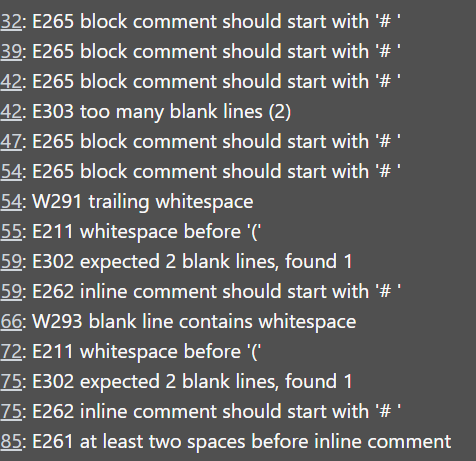 32: E265 block comment should start with '# '
39: E265 block comment should start with '# '
42: E265 block comment should start with '# '
42: E303 too many blank lines (2)
47: E265 block comment should start with '# '
54: E265 block comment should start with '# '
54: W291 trailing whitespace
55: E211 whitespace before '('
59: E302 expected 2 blank lines, found 1
59: E262 inline comment should start with '# '
66: W293 blank line contains whitespace
72: E211 whitespace before '('
75: E302 expected 2 blank lines, found 1
75: E262 inline comment should start with '# '
85: E261 at least two spaces before inline comment